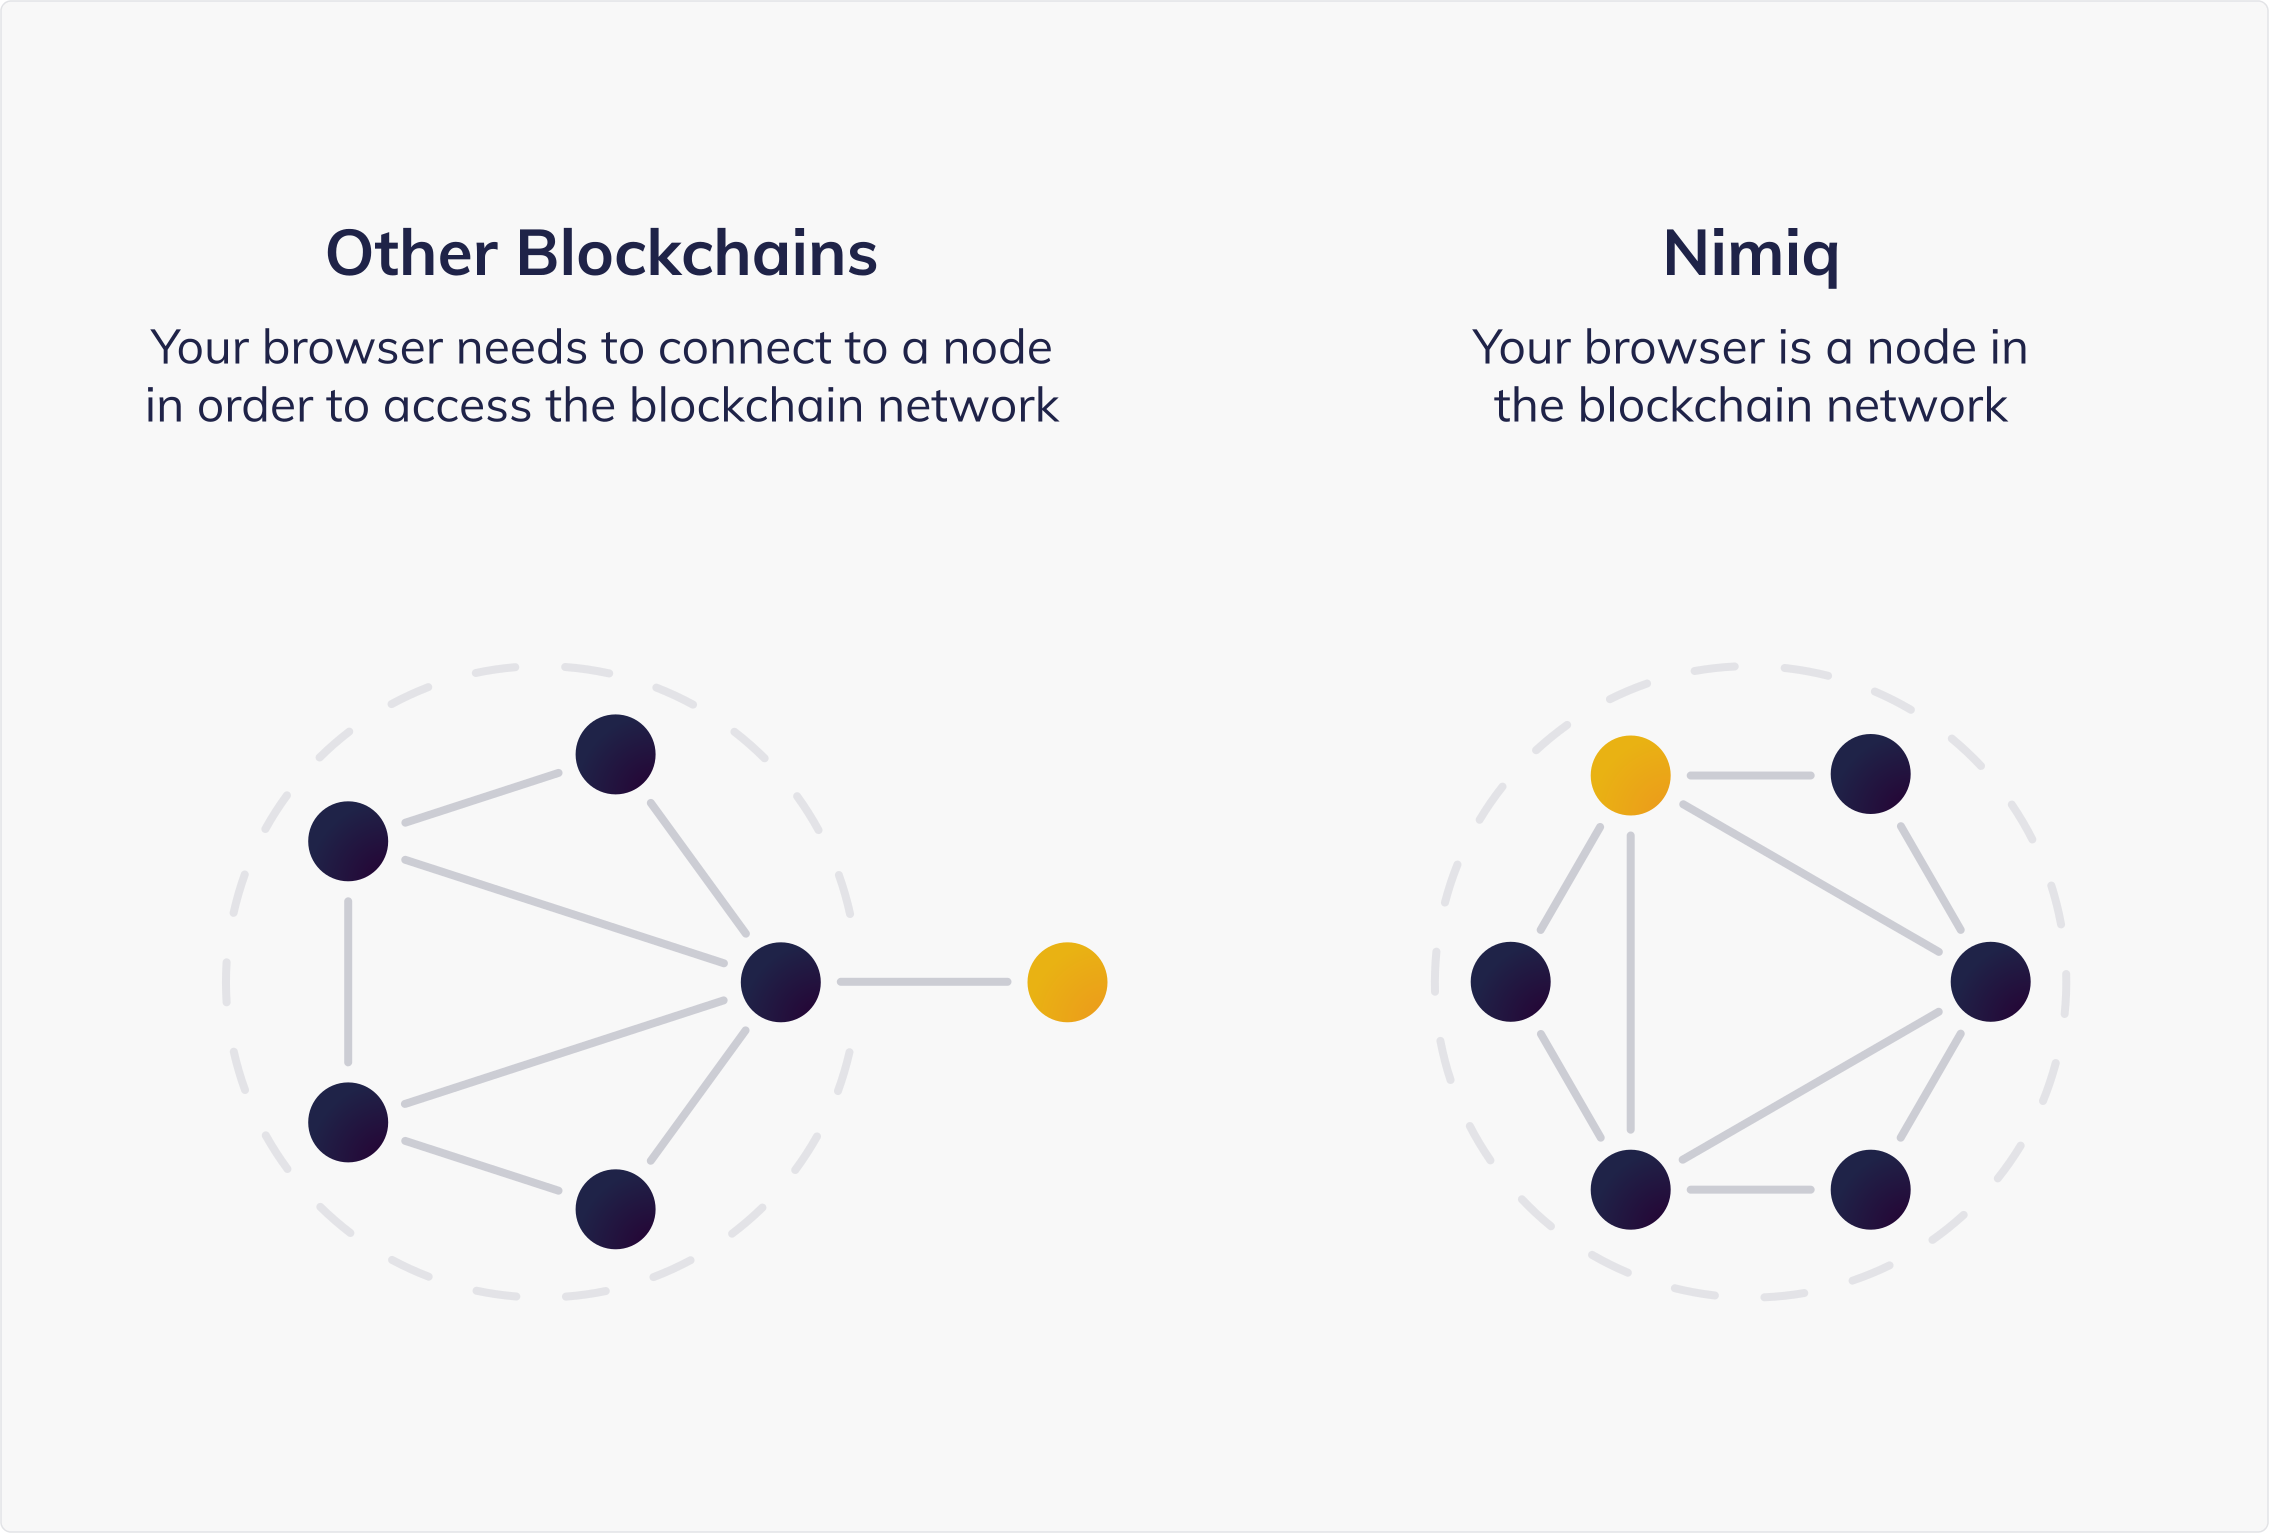 Other Blockchains
Your browser needs to connect to a node
in order to access the blockchain network
Nimiq
Your browser is a node in
the blockchain network